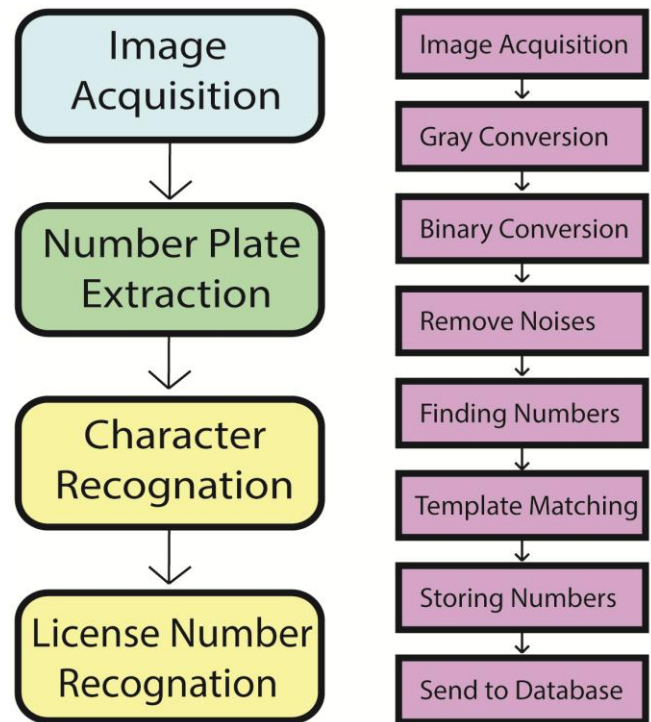 Image
Acquisition
Number Plate
Extraction
Character
Recognation
License Number
Recognation
Image Acquisition
Gray Conversion
Binary Conversion
Remove Noises
Finding Numbers
Template Matching
Storing Numbers
Send to Database